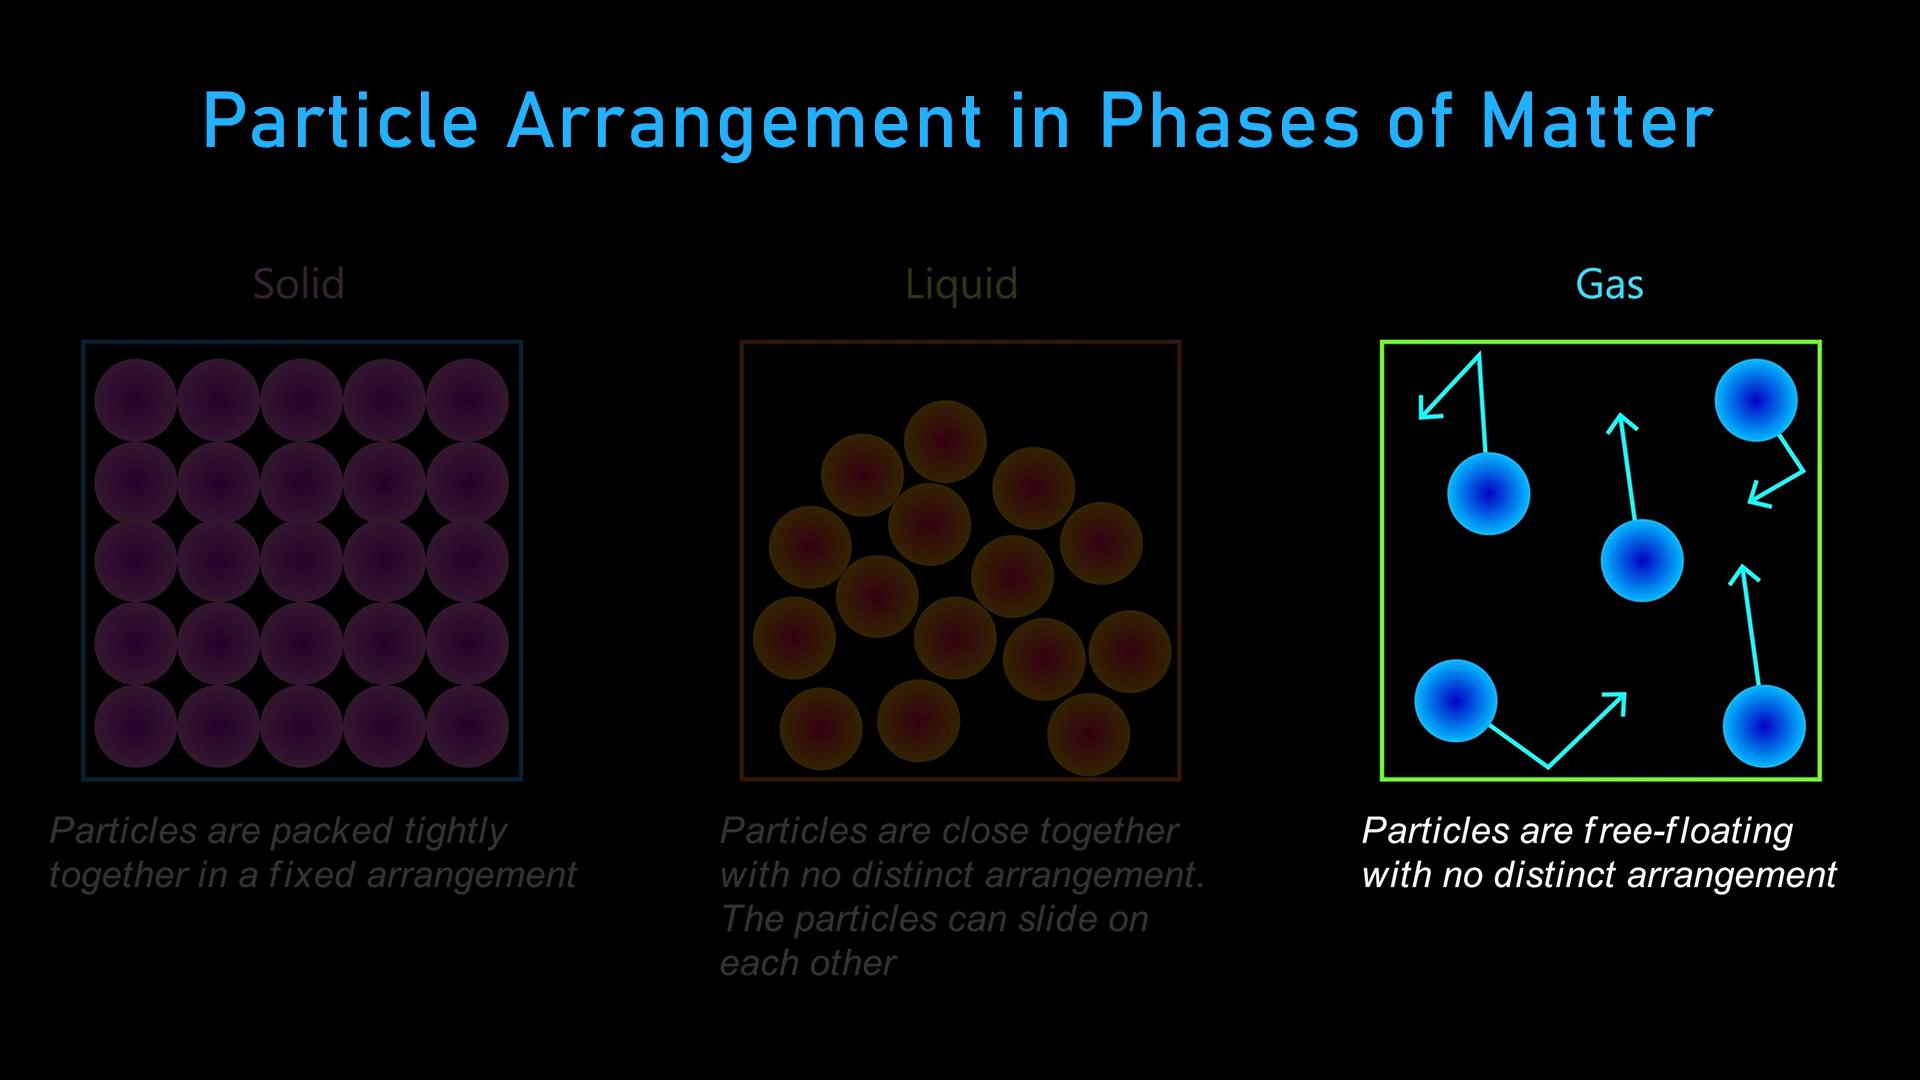 Particle Arrangement in Phases of Matter
Solid
Particles are packed tightly
together in a fixed arrangement
Liquid
Particles are close together
with no distinct arrangement.
The particles can slide on
each other
Gas
Particles are free-floating
with no distinct arrangement